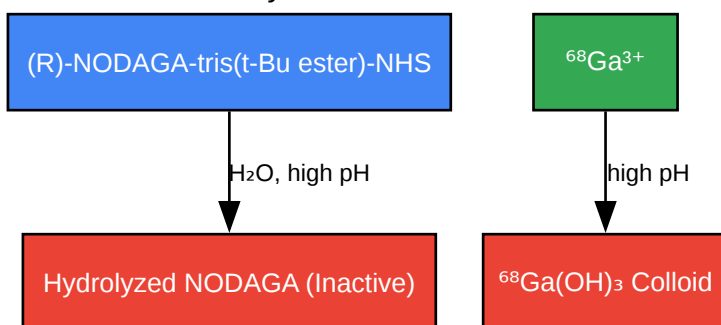 (R)-NODAGA-tris(t-Bu ester)-NHS
⁶⁸Ga³⁺
H₂O, high pH
high pH
Hydrolyzed NODAGA (Inactive)
⁶⁸Ga(OH)₃ Colloid